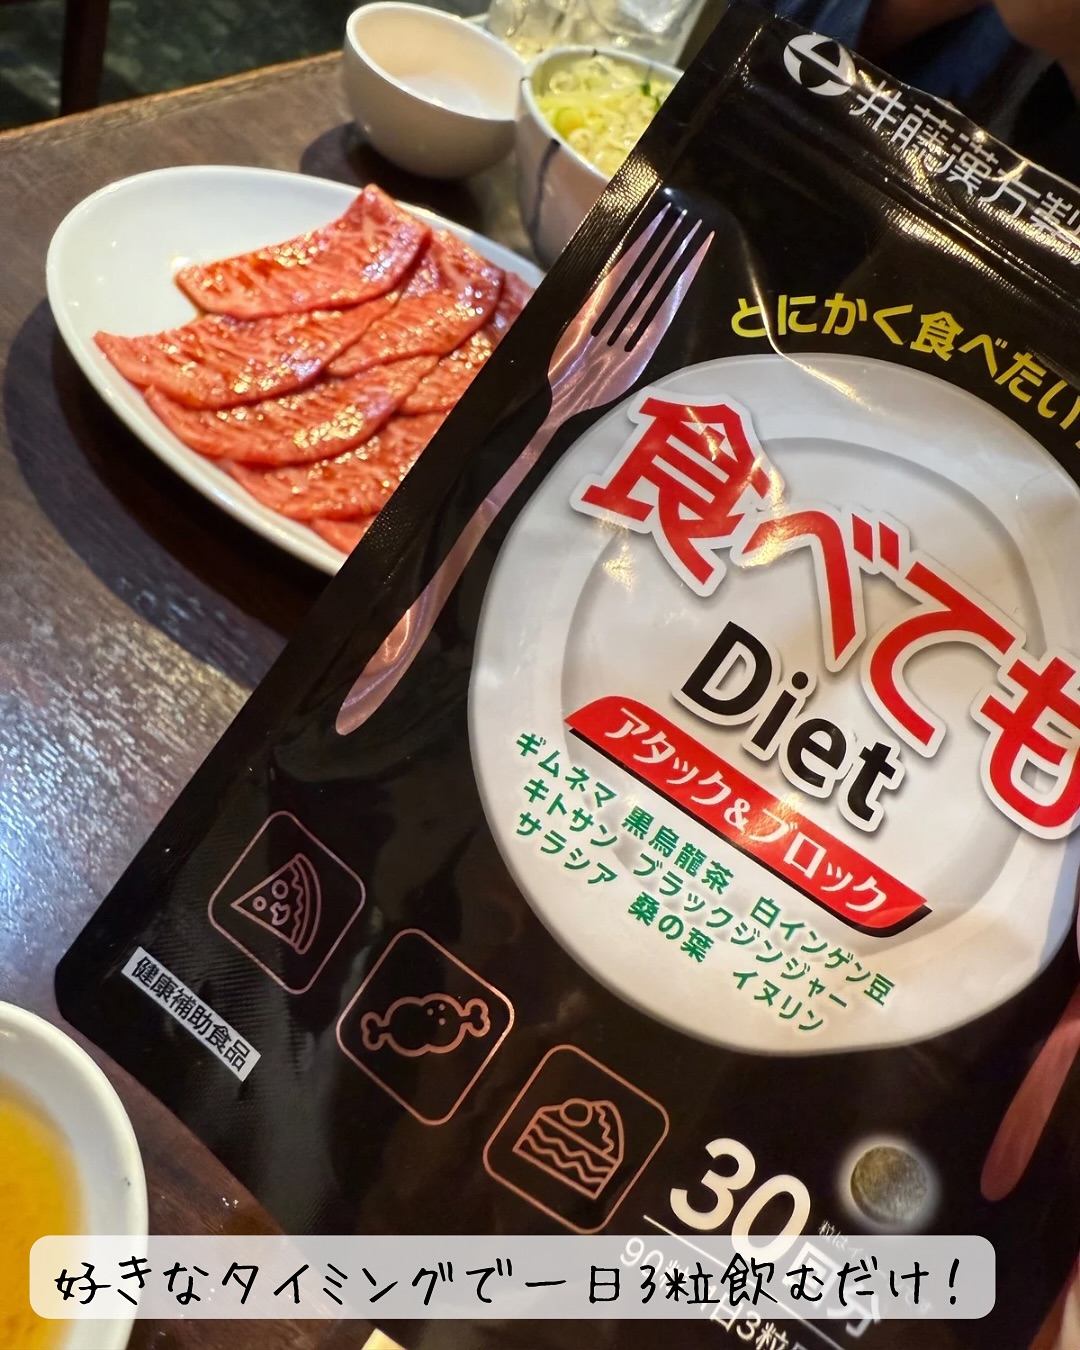 井藤漢方製
とにかく食べたい
食べても
Diet
アタック&ブロック
ギムネマ 黒烏龍茶 白インゲン豆
キトサン ブラックジンジャー
サラシア 桑の葉 イヌリン
健康補助食品
30回分
好きなタイミングで一日3粒飲むだけ!